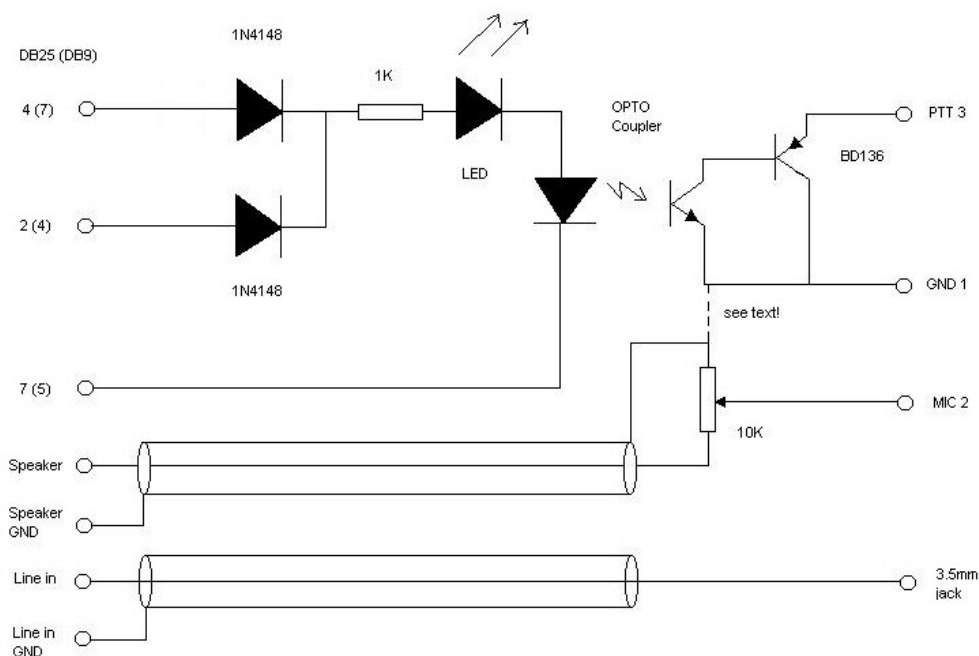 1N4148
DB25 (DB9)
1K
4 (7)
OPTO
Coupler
PTT 3
BD136
LED
2 (4)
1N4148
GND 1
see text!
7 (5)
MIC 2
10K
Speaker
Speaker
GND
Line in
3.5mm
jack
Line in
GND